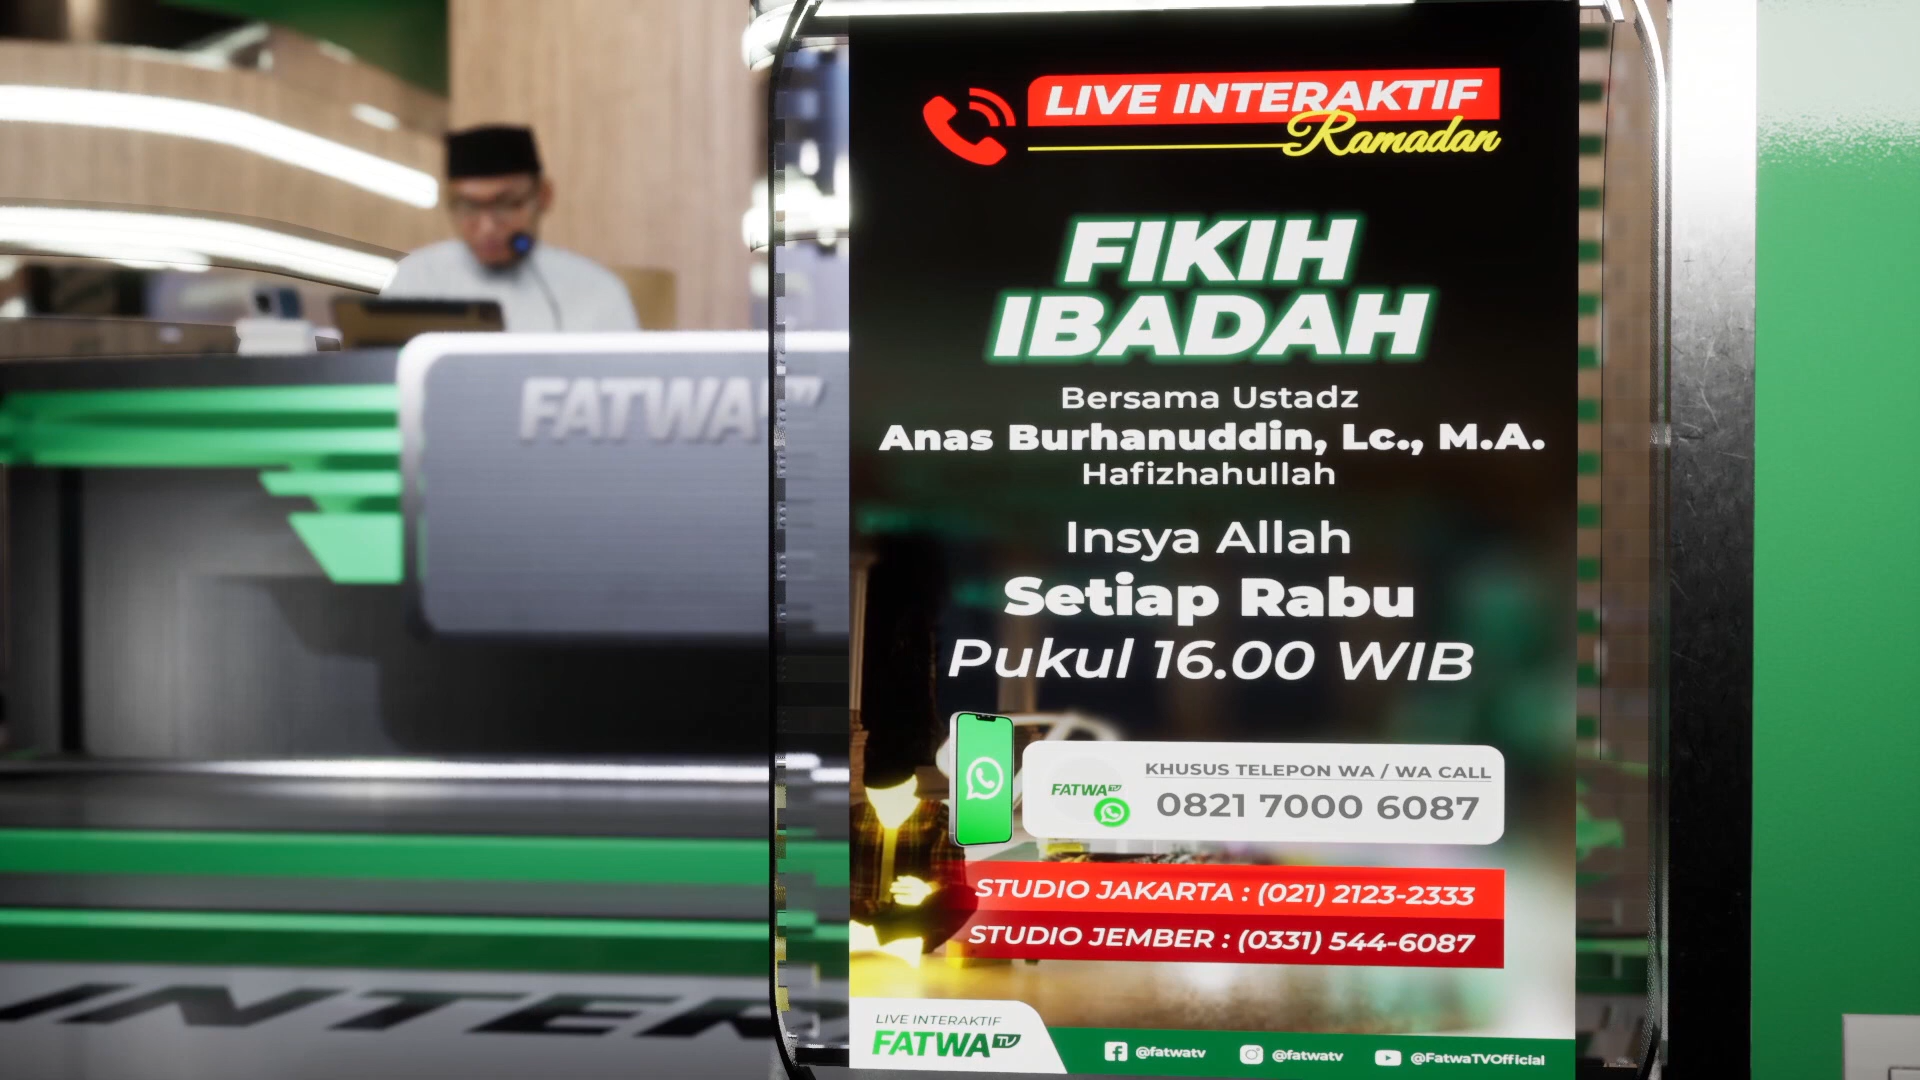 LIVE INTERAKTIF
Ramadan
FIKIH
IBADAH
Bersama Ustadz
Anas Burhanuddin, Lc., M.A.
Hafizhahullah
Insya Allah
Setiap Rabu
Pukul 16.00 WIB
KHUSUS TELEPON WA / WA CALL
FATWA TV
0821 7000 6087
STUDIO JAKARTA : (021) 2123-2333
STUDIO JEMBER : (0331) 544-6087
LIVE INTERAKTIF
FATWA TV
@fatwatv
@fatwatv
@FatwaTVOfficial
FATWA TV